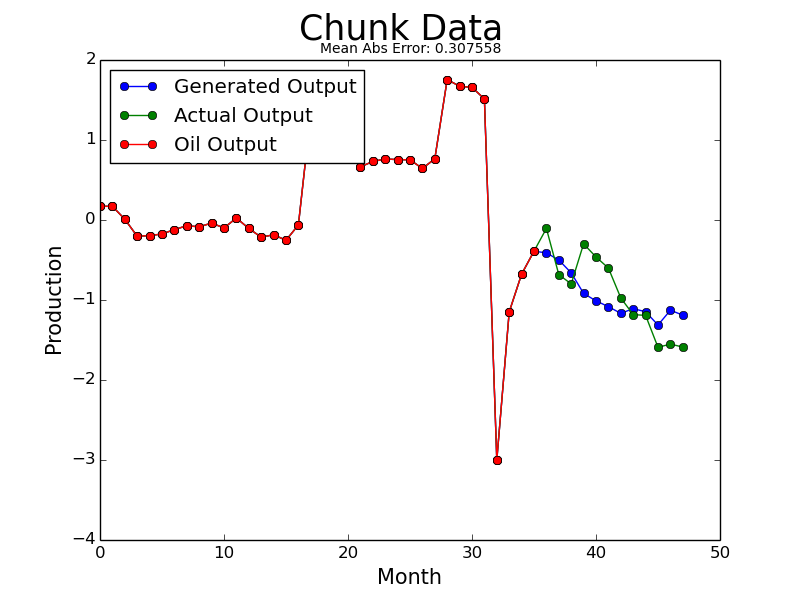 Chunk Data
Mean Abs Error: 0.307558
Generated Output
Actual Output
Oil Output
2
1
0
−1
−2
−3
−4
Production
0 10 20 30 40 50
Month